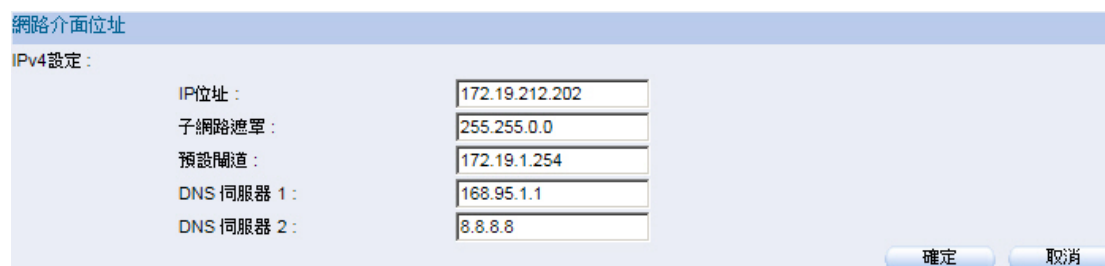 網路介面位址
IPv4設定：
IP位址： 172.19.212.202
子網路遮罩： 255.255.0.0
預設閘道： 172.19.1.254
DNS 伺服器 1： 168.95.1.1
DNS 伺服器 2： 8.8.8.8
確定 取消